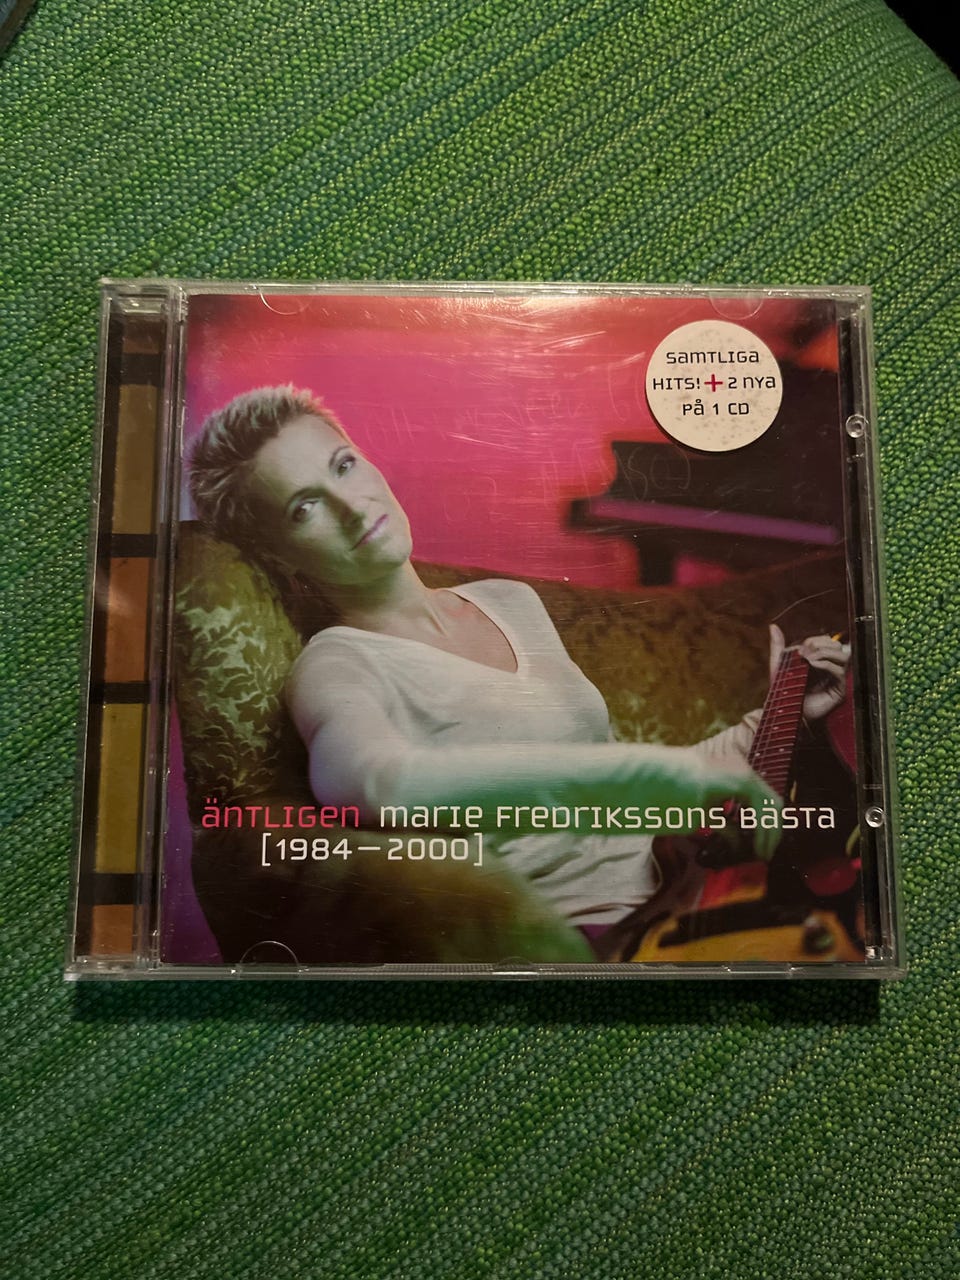 SAMTLIGA
HITS! + 2 NYA
PÅ 1 CD
ÄNTLIGEN MARIE FREDRIKSSONS BÄSTA
[1984—2000]